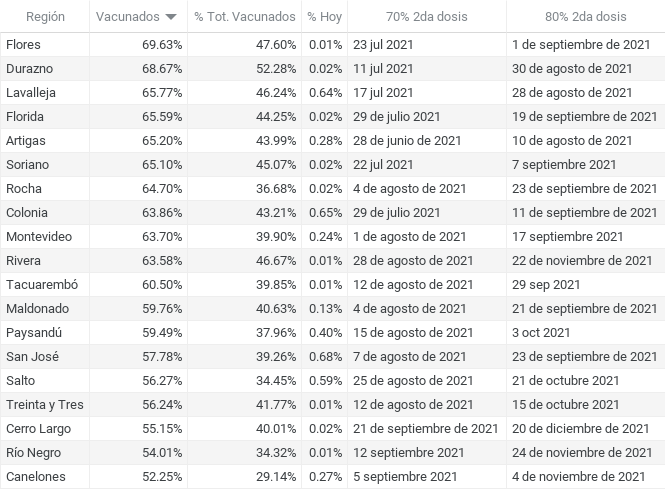 Región Vacunados % Tot. Vacunados % Hoy 70% 2da dosis 80% 2da dosis
Flores 69.63% 47.60% 0.01% 23 jul 2021 1 de septiembre de 2021
Durazno 68.67% 52.28% 0.02% 11 jul 2021 30 de agosto de 2021
Lavalleja 65.77% 46.24% 0.64% 17 jul 2021 28 de agosto de 2021
Florida 65.59% 44.25% 0.02% 29 de julio 2021 19 de septiembre de 2021
Artigas 65.20% 43.99% 0.28% 28 de junio de 2021 10 de agosto de 2021
Soriano 65.10% 45.07% 0.02% 22 jul 2021 7 septiembre 2021
Rocha 64.70% 36.68% 0.02% 4 de agosto de 2021 23 de septiembre de 2021
Colonia 63.86% 43.21% 0.65% 29 de julio 2021 11 de septiembre de 2021
Montevideo 63.70% 39.90% 0.24% 1 de agosto de 2021 17 septiembre 2021
Rivera 63.58% 46.67% 0.01% 28 de agosto de 2021 22 de noviembre de 2021
Tacuarembó 60.50% 39.85% 0.01% 12 de agosto de 2021 29 sep 2021
Maldonado 59.76% 40.63% 0.13% 4 de agosto de 2021 21 de septiembre de 2021
Paysandú 59.49% 37.96% 0.40% 15 de agosto de 2021 3 oct 2021
San José 57.78% 39.26% 0.68% 7 de agosto de 2021 23 de septiembre de 2021
Salto 56.27% 34.45% 0.59% 25 de agosto de 2021 21 de octubre 2021
Treinta y Tres 56.24% 41.77% 0.01% 12 de agosto de 2021 15 de octubre 2021
Cerro Largo 55.15% 40.01% 0.02% 21 de septiembre de 2021 20 de diciembre de 2021
Río Negro 54.01% 34.32% 0.01% 12 septiembre 2021 24 de noviembre de 2021
Canelones 52.25% 29.14% 0.27% 5 septiembre 2021 4 de noviembre de 2021